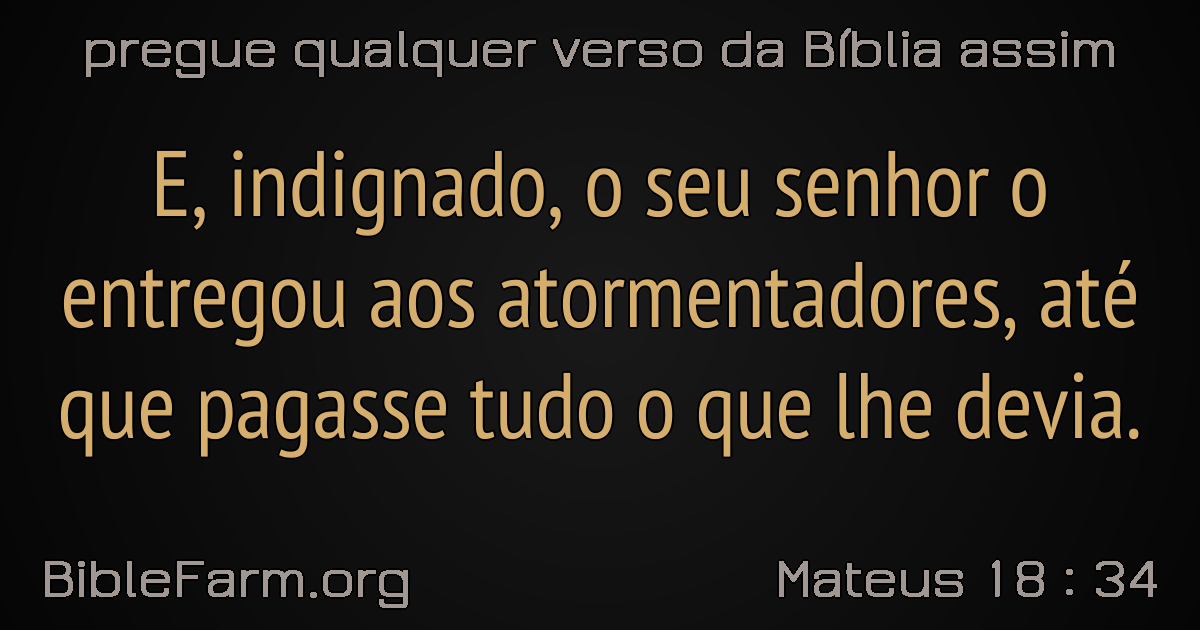 pregue qualquer verso da Bíblia assim
E, indignado, o seu senhor o
entregou aos atormentadores, até
que pagasse tudo o que lhe devia.
BibleFarm.org
Mateus 18 : 34